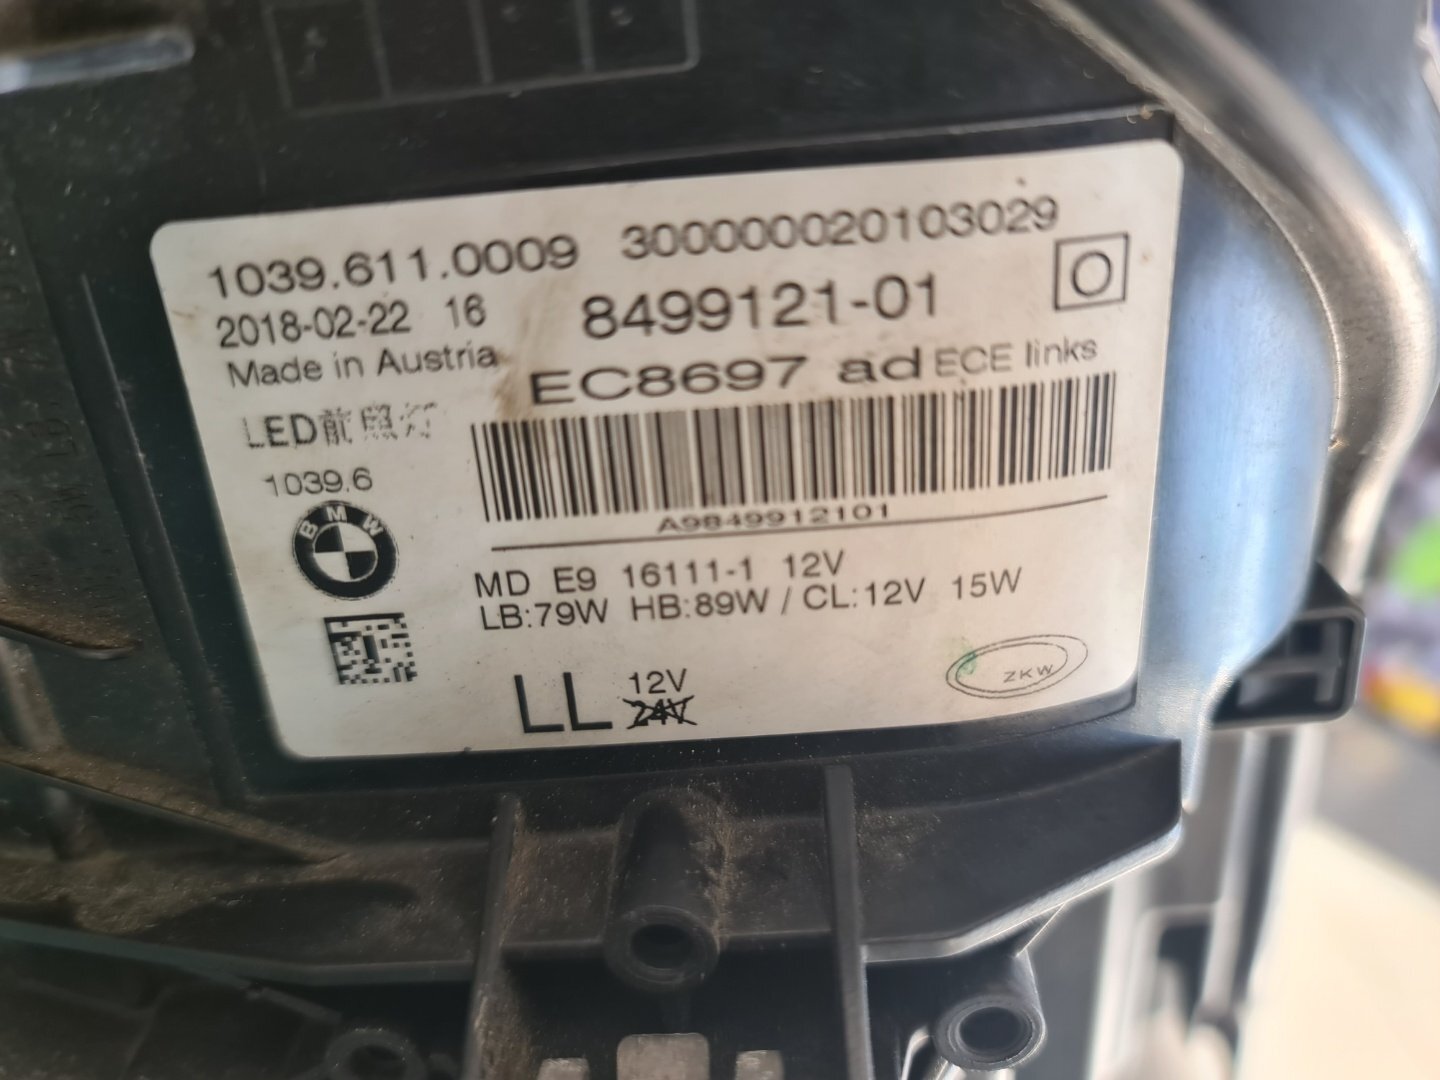 1039.611.0009 300000020103029
2018-02-22 16 8499121-01 O
Made in Austria EC8697 ad ECE links
LED前照灯
1039.6
BMW
A9849912101
MD E9 16111-1 12V
LB:79W HB:89W / CL:12V 15W
LL 12V
24V
ZKW